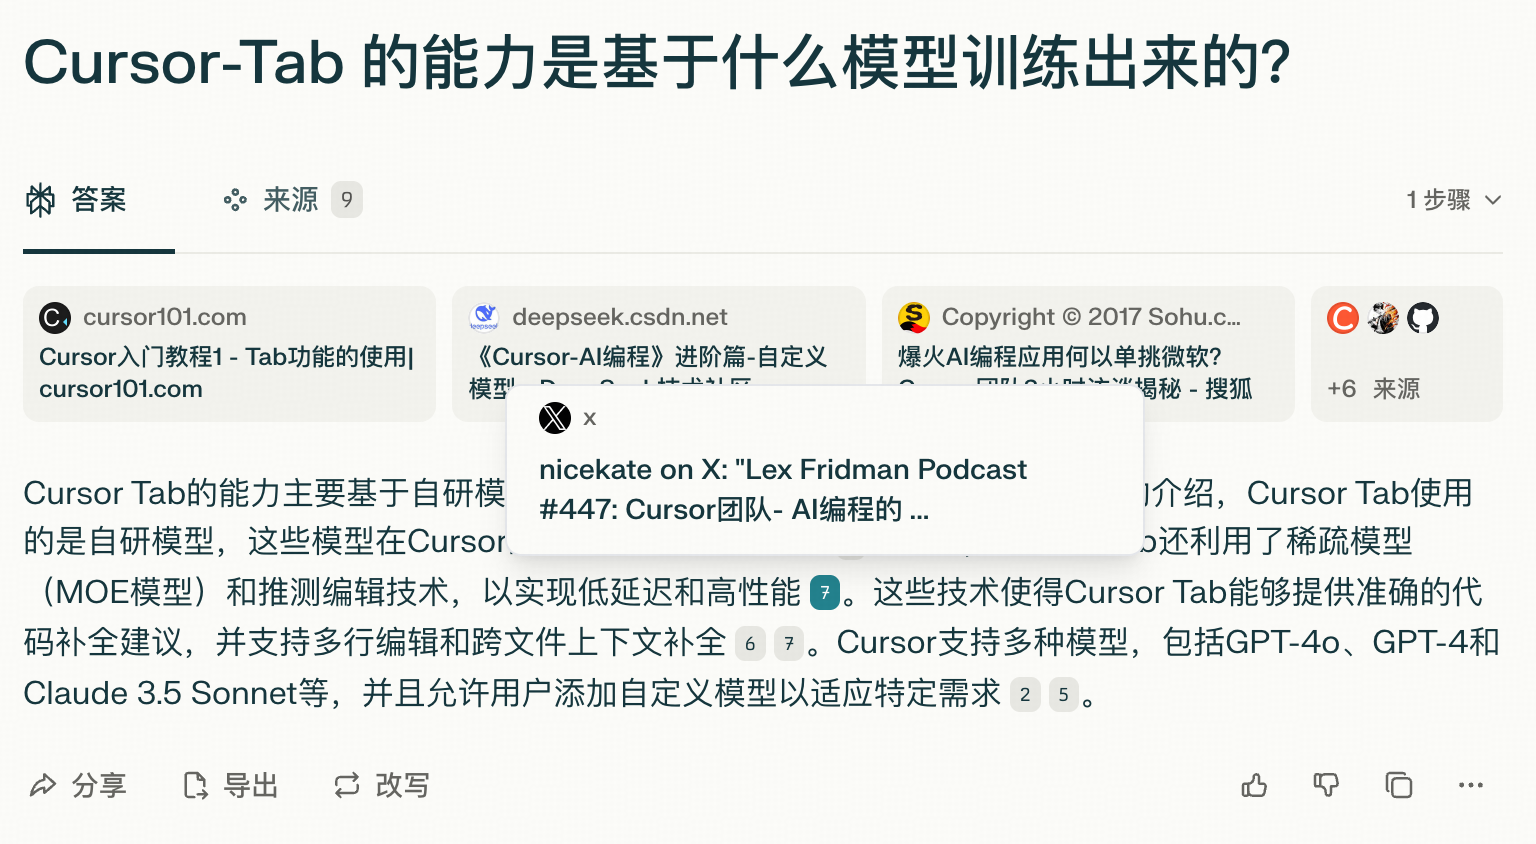 Cursor-Tab 的能力是基于什么模型训练出来的?
答案
来源 9
1 步骤
cursor101.com
Cursor入门教程1 - Tab功能的使用|
cursor101.com
deepseek.csdn.net
《Cursor-AI编程》进阶篇-自定义
模型
Copyright © 2017 Sohu.c...
爆火AI编程应用何以单挑微软?
揭秘 - 搜狐
+6 来源
X
nicekate on X: "Lex Fridman Podcast
#447: Cursor团队- AI编程的 ...
Cursor Tab的能力主要基于自研模 介绍，Cursor Tab使用
的是自研模型，这些模型在Cursor 还利用了稀疏模型
（MOE模型）和推测编辑技术，以实现低延迟和高性能 7 。这些技术使得Cursor Tab能够提供准确的代
码补全建议，并支持多行编辑和跨文件上下文补全 6 7 。Cursor支持多种模型，包括GPT-4o、GPT-4和
Claude 3.5 Sonnet等，并且允许用户添加自定义模型以适应特定需求 2 5 。
分享
导出
改写